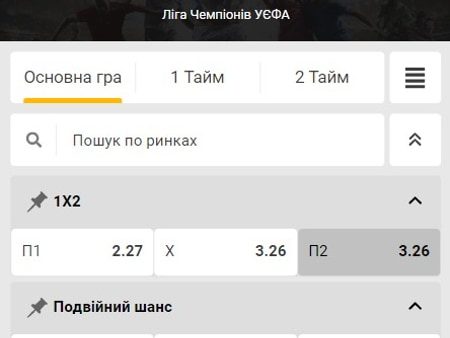 Ліга Чемпіонів УЄФА
Основна гра 1 Тайм 2 Тайм
Пошук по ринках
1X2
П1 2.27 X 3.26 П2 3.26
Подвійний шанс